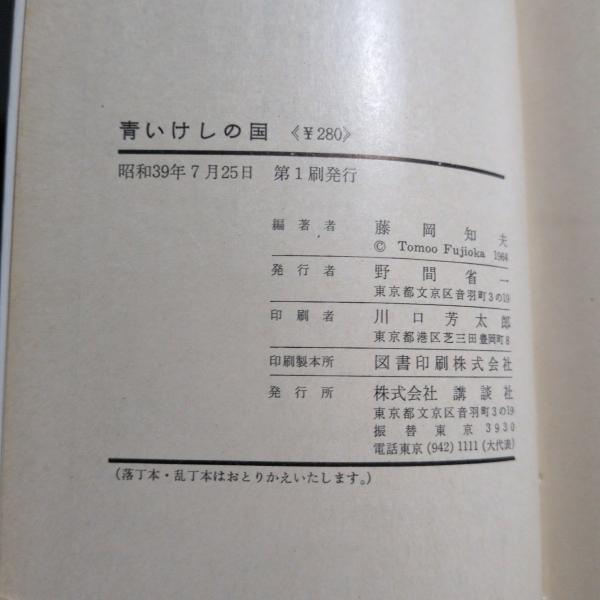 青いけしの国 《¥280》
昭和39年7月25日 第1刷発行
編著者 藤岡知夫
© Tomoo Fujioka 1964
発行者 野間省一
東京都文京区音羽町3の19
印刷者 川口芳太郎
東京都港区芝三田豊岡町8
印刷製本所 図書印刷株式会社
発行所 株式会社 講談社
東京都文京区音羽町3の19
振替東京3930
電話東京(942)1111(大代表)
(落丁本・乱丁本はおとりかえいたします。)